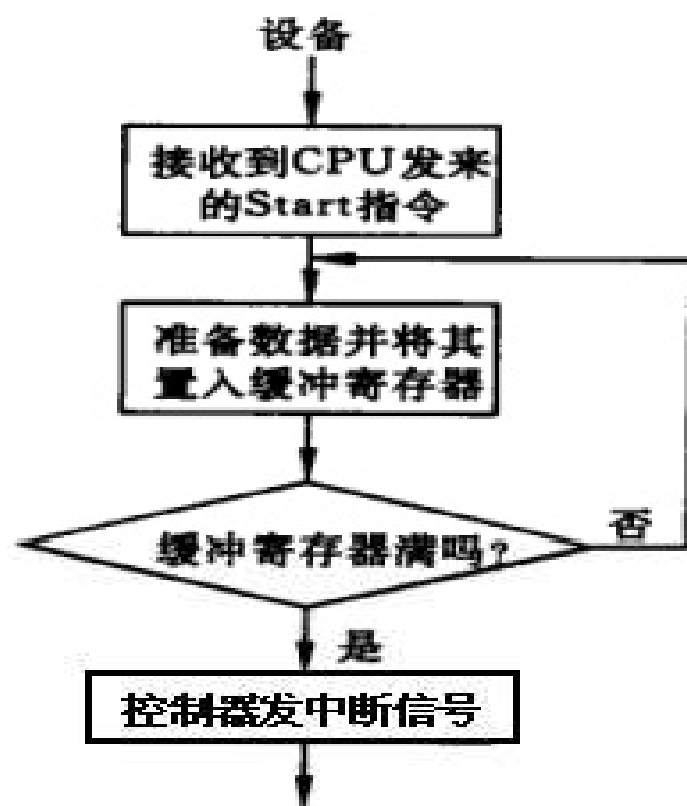 设备
接收到CPU发来
的Start指令
准备数据并将其
置入缓冲寄存器
缓冲寄存器满吗?
否
是
控制器发中断信号